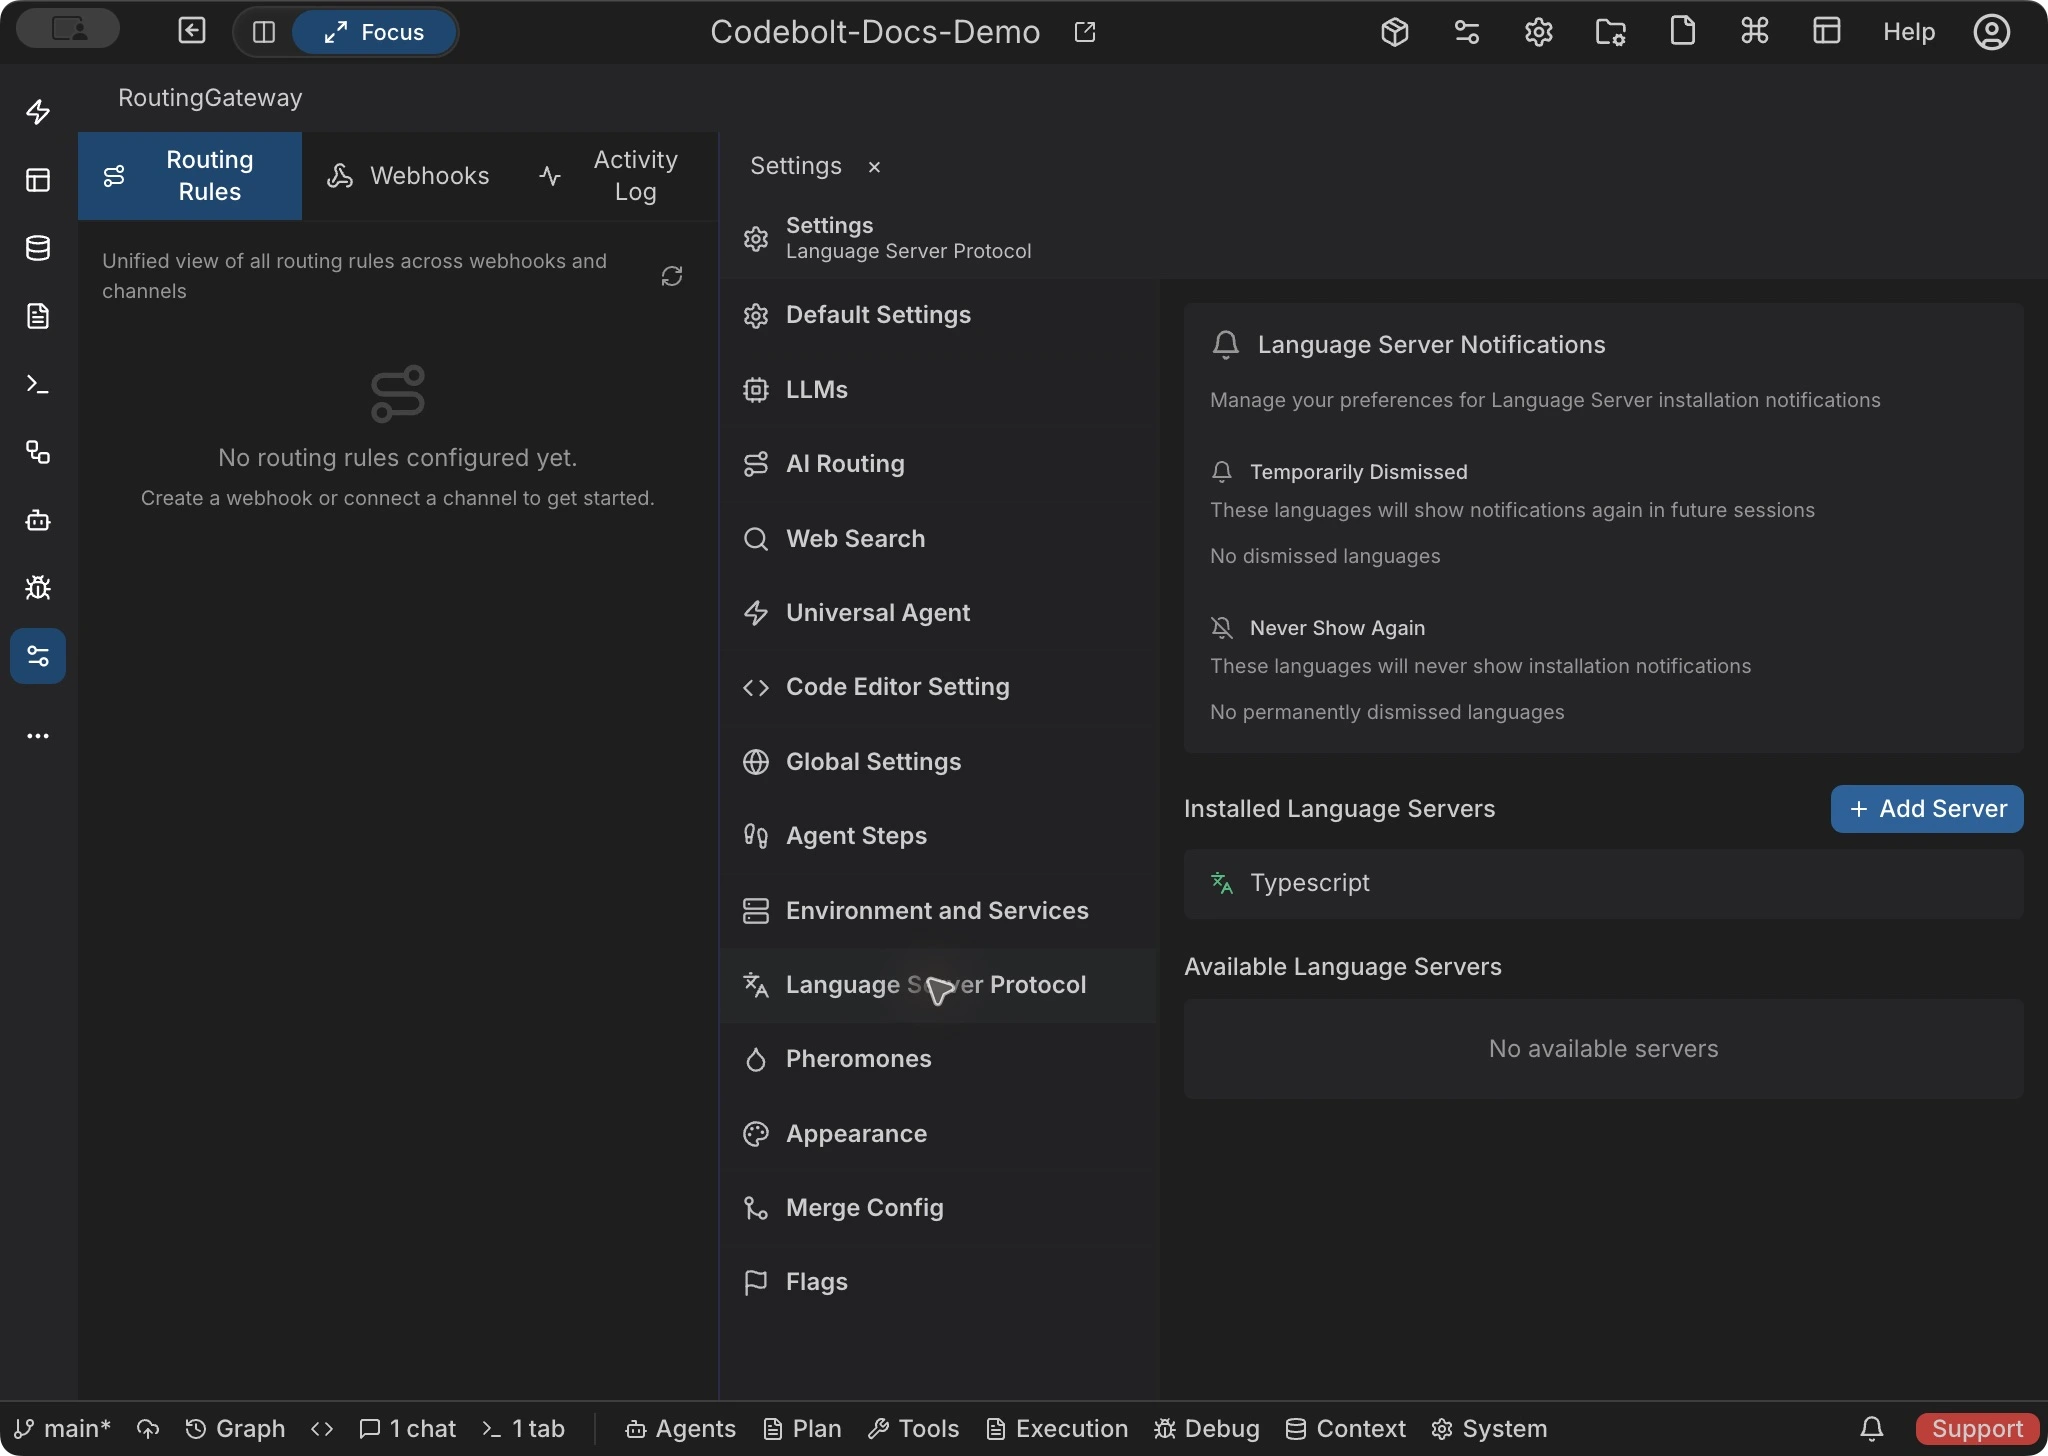 Focus
Codebolt-Docs-Demo
Help
RoutingGateway
Routing
Rules
Webhooks
Activity
Log
Unified view of all routing rules across webhooks and
channels
No routing rules configured yet.
Create a webhook or connect a channel to get started.
Settings
Settings
Language Server Protocol
Default Settings
LLMs
AI Routing
Web Search
Universal Agent
Code Editor Setting
Global Settings
Agent Steps
Environment and Services
Language Server Protocol
Pheromones
Appearance
Merge Config
Flags
Language Server Notifications
Manage your preferences for Language Server installation notifications
Temporarily Dismissed
These languages will show notifications again in future sessions
No dismissed languages
Never Show Again
These languages will never show installation notifications
No permanently dismissed languages
Installed Language Servers
+ Add Server
Typescript
Available Language Servers
No available servers
main*
Graph
1 chat
1 tab
Agents
Plan
Tools
Execution
Debug
Context
System
Support